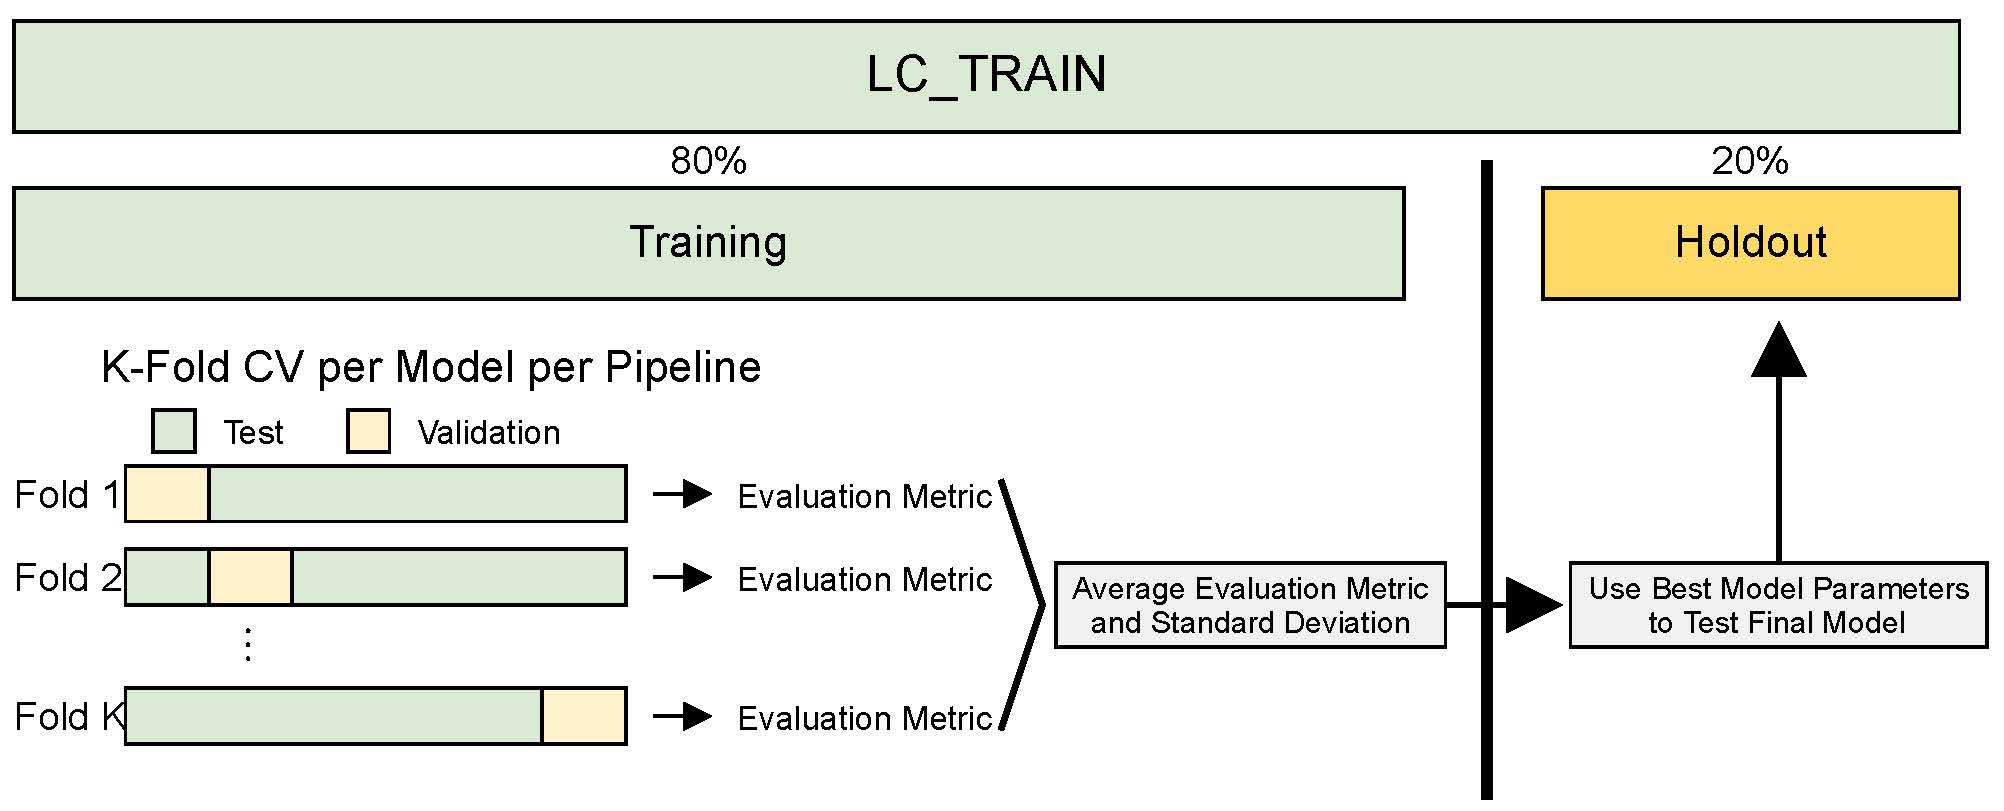 LC_TRAIN
80%
20%
Training
Holdout
K-Fold CV per Model per Pipeline
Test
Validation
Fold 1
Evaluation Metric
Fold 2
Evaluation Metric
Average Evaluation Metric
and Standard Deviation
Use Best Model Parameters
to Test Final Model
Fold K
Evaluation Metric